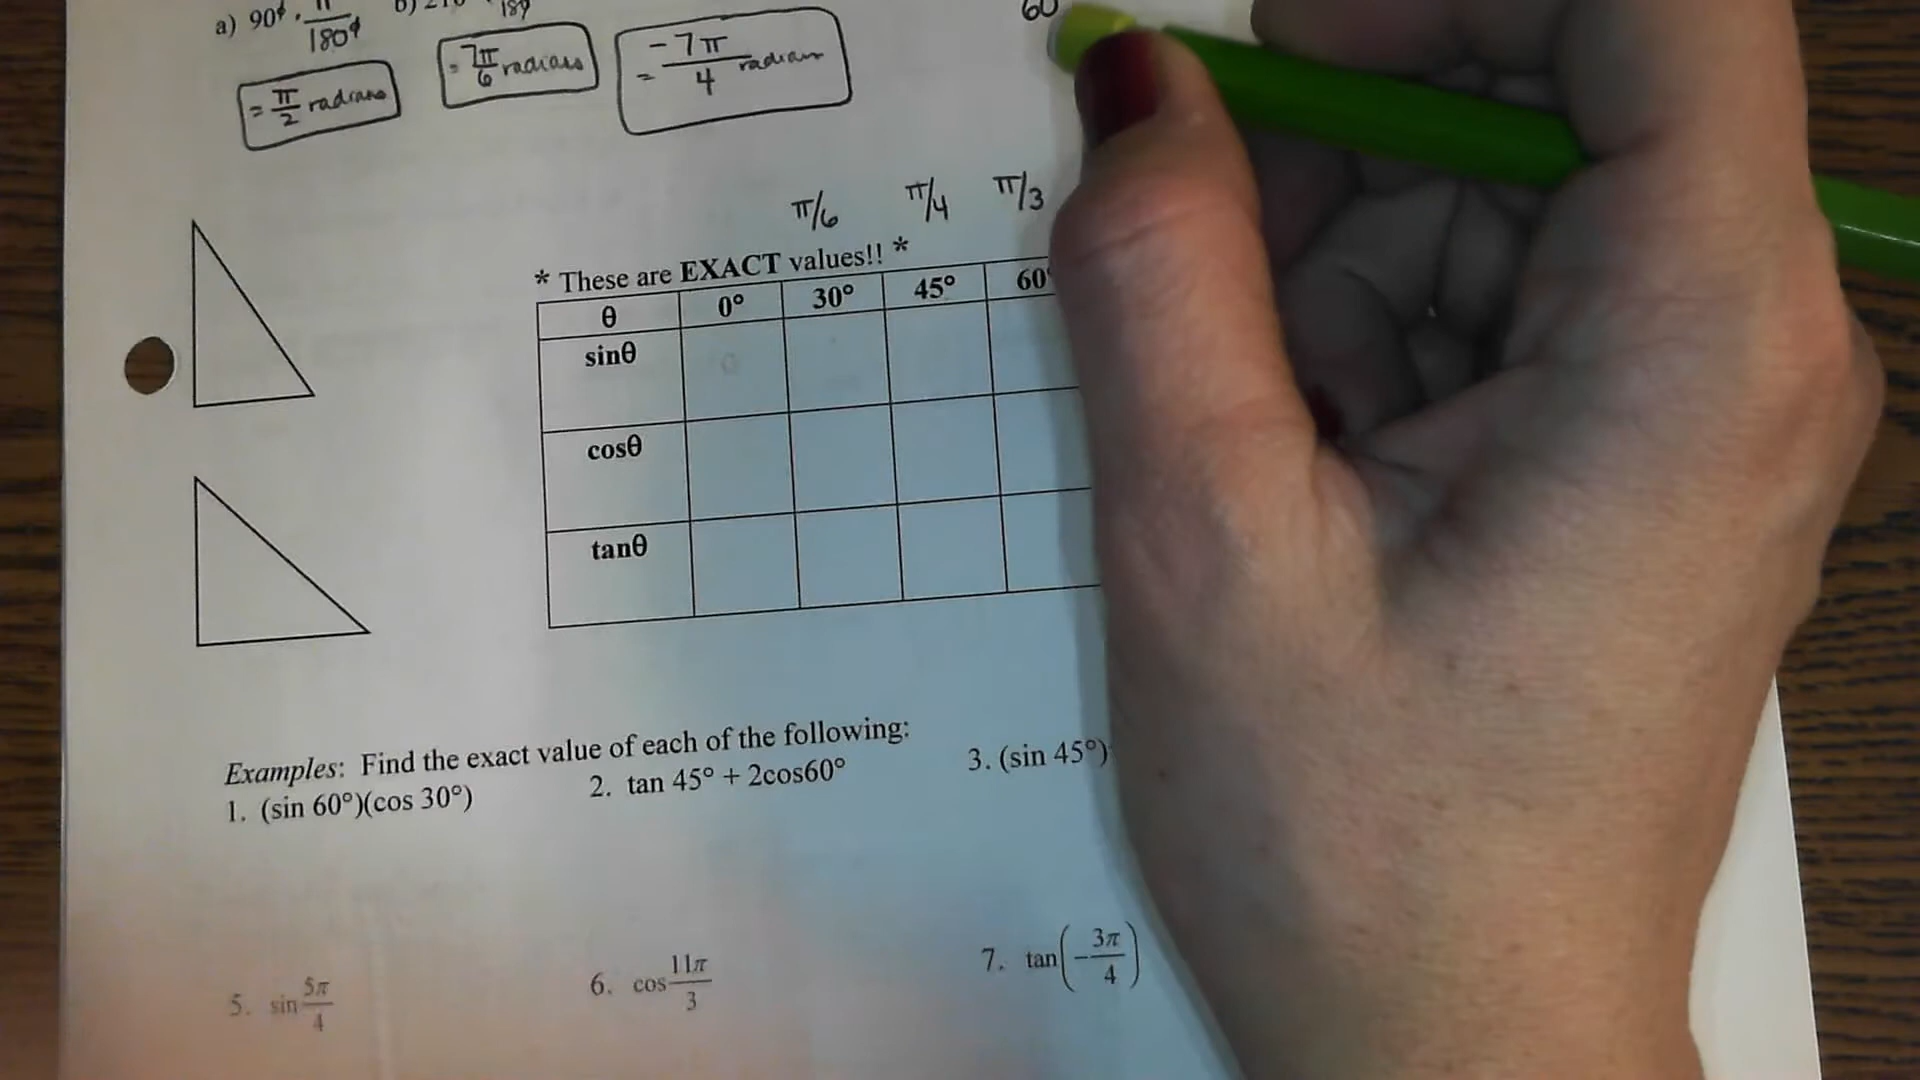 a) 90° · π/180°
= π/2 radians
= 7π/6 radians
= -7π/4 radians
60
π/6 π/4 π/3
* These are EXACT values!! *
θ 0° 30° 45° 60°
sinθ
cosθ
tanθ
Examples: Find the exact value of each of the following:
1. (sin 60°)(cos 30°) 2. tan 45° + 2cos60° 3. (sin 45°)
5. sin 5π/4 6. cos 11π/3 7. tan(-3π/4)